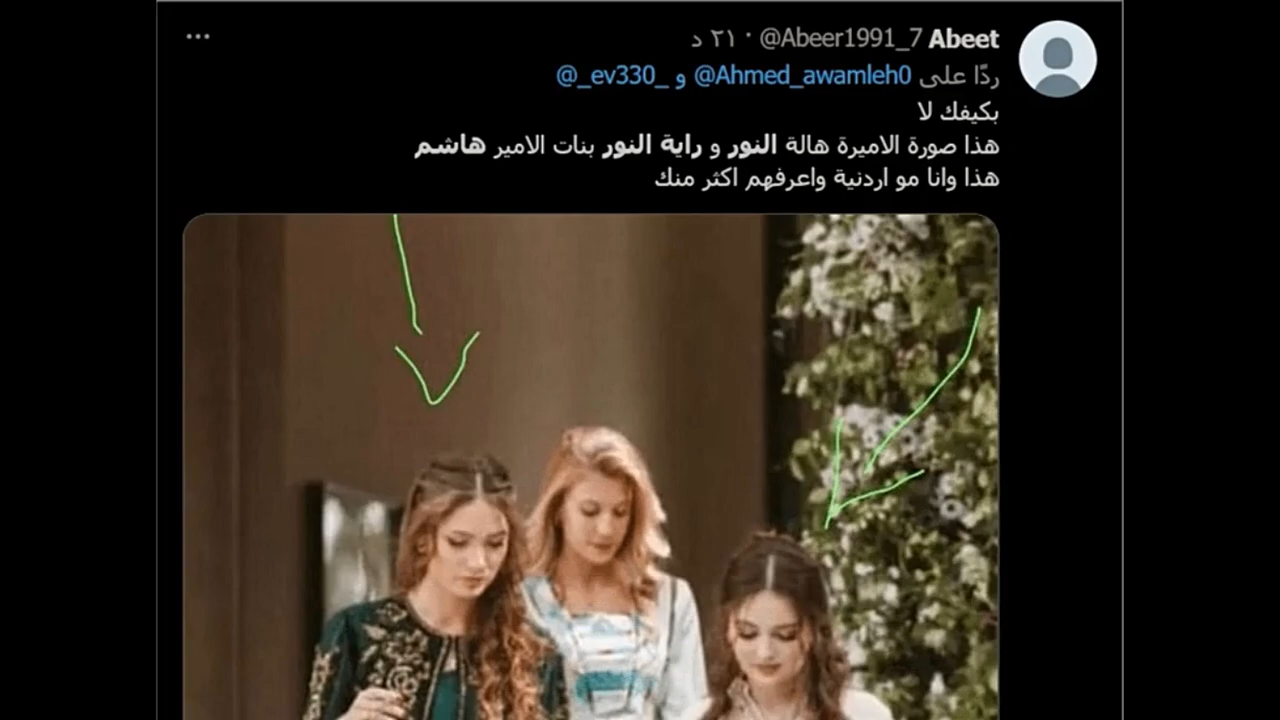 Abeet @Abeer1991_7 · ٢١ د
ردًا على @Ahmed_awamleh0 و @_ev330_
بكيفك لا
هذا صورة الاميرة هالة النور و راية النور بنات الامير هاشم
هذا وانا مو اردنية واعرفهم اكثر منك